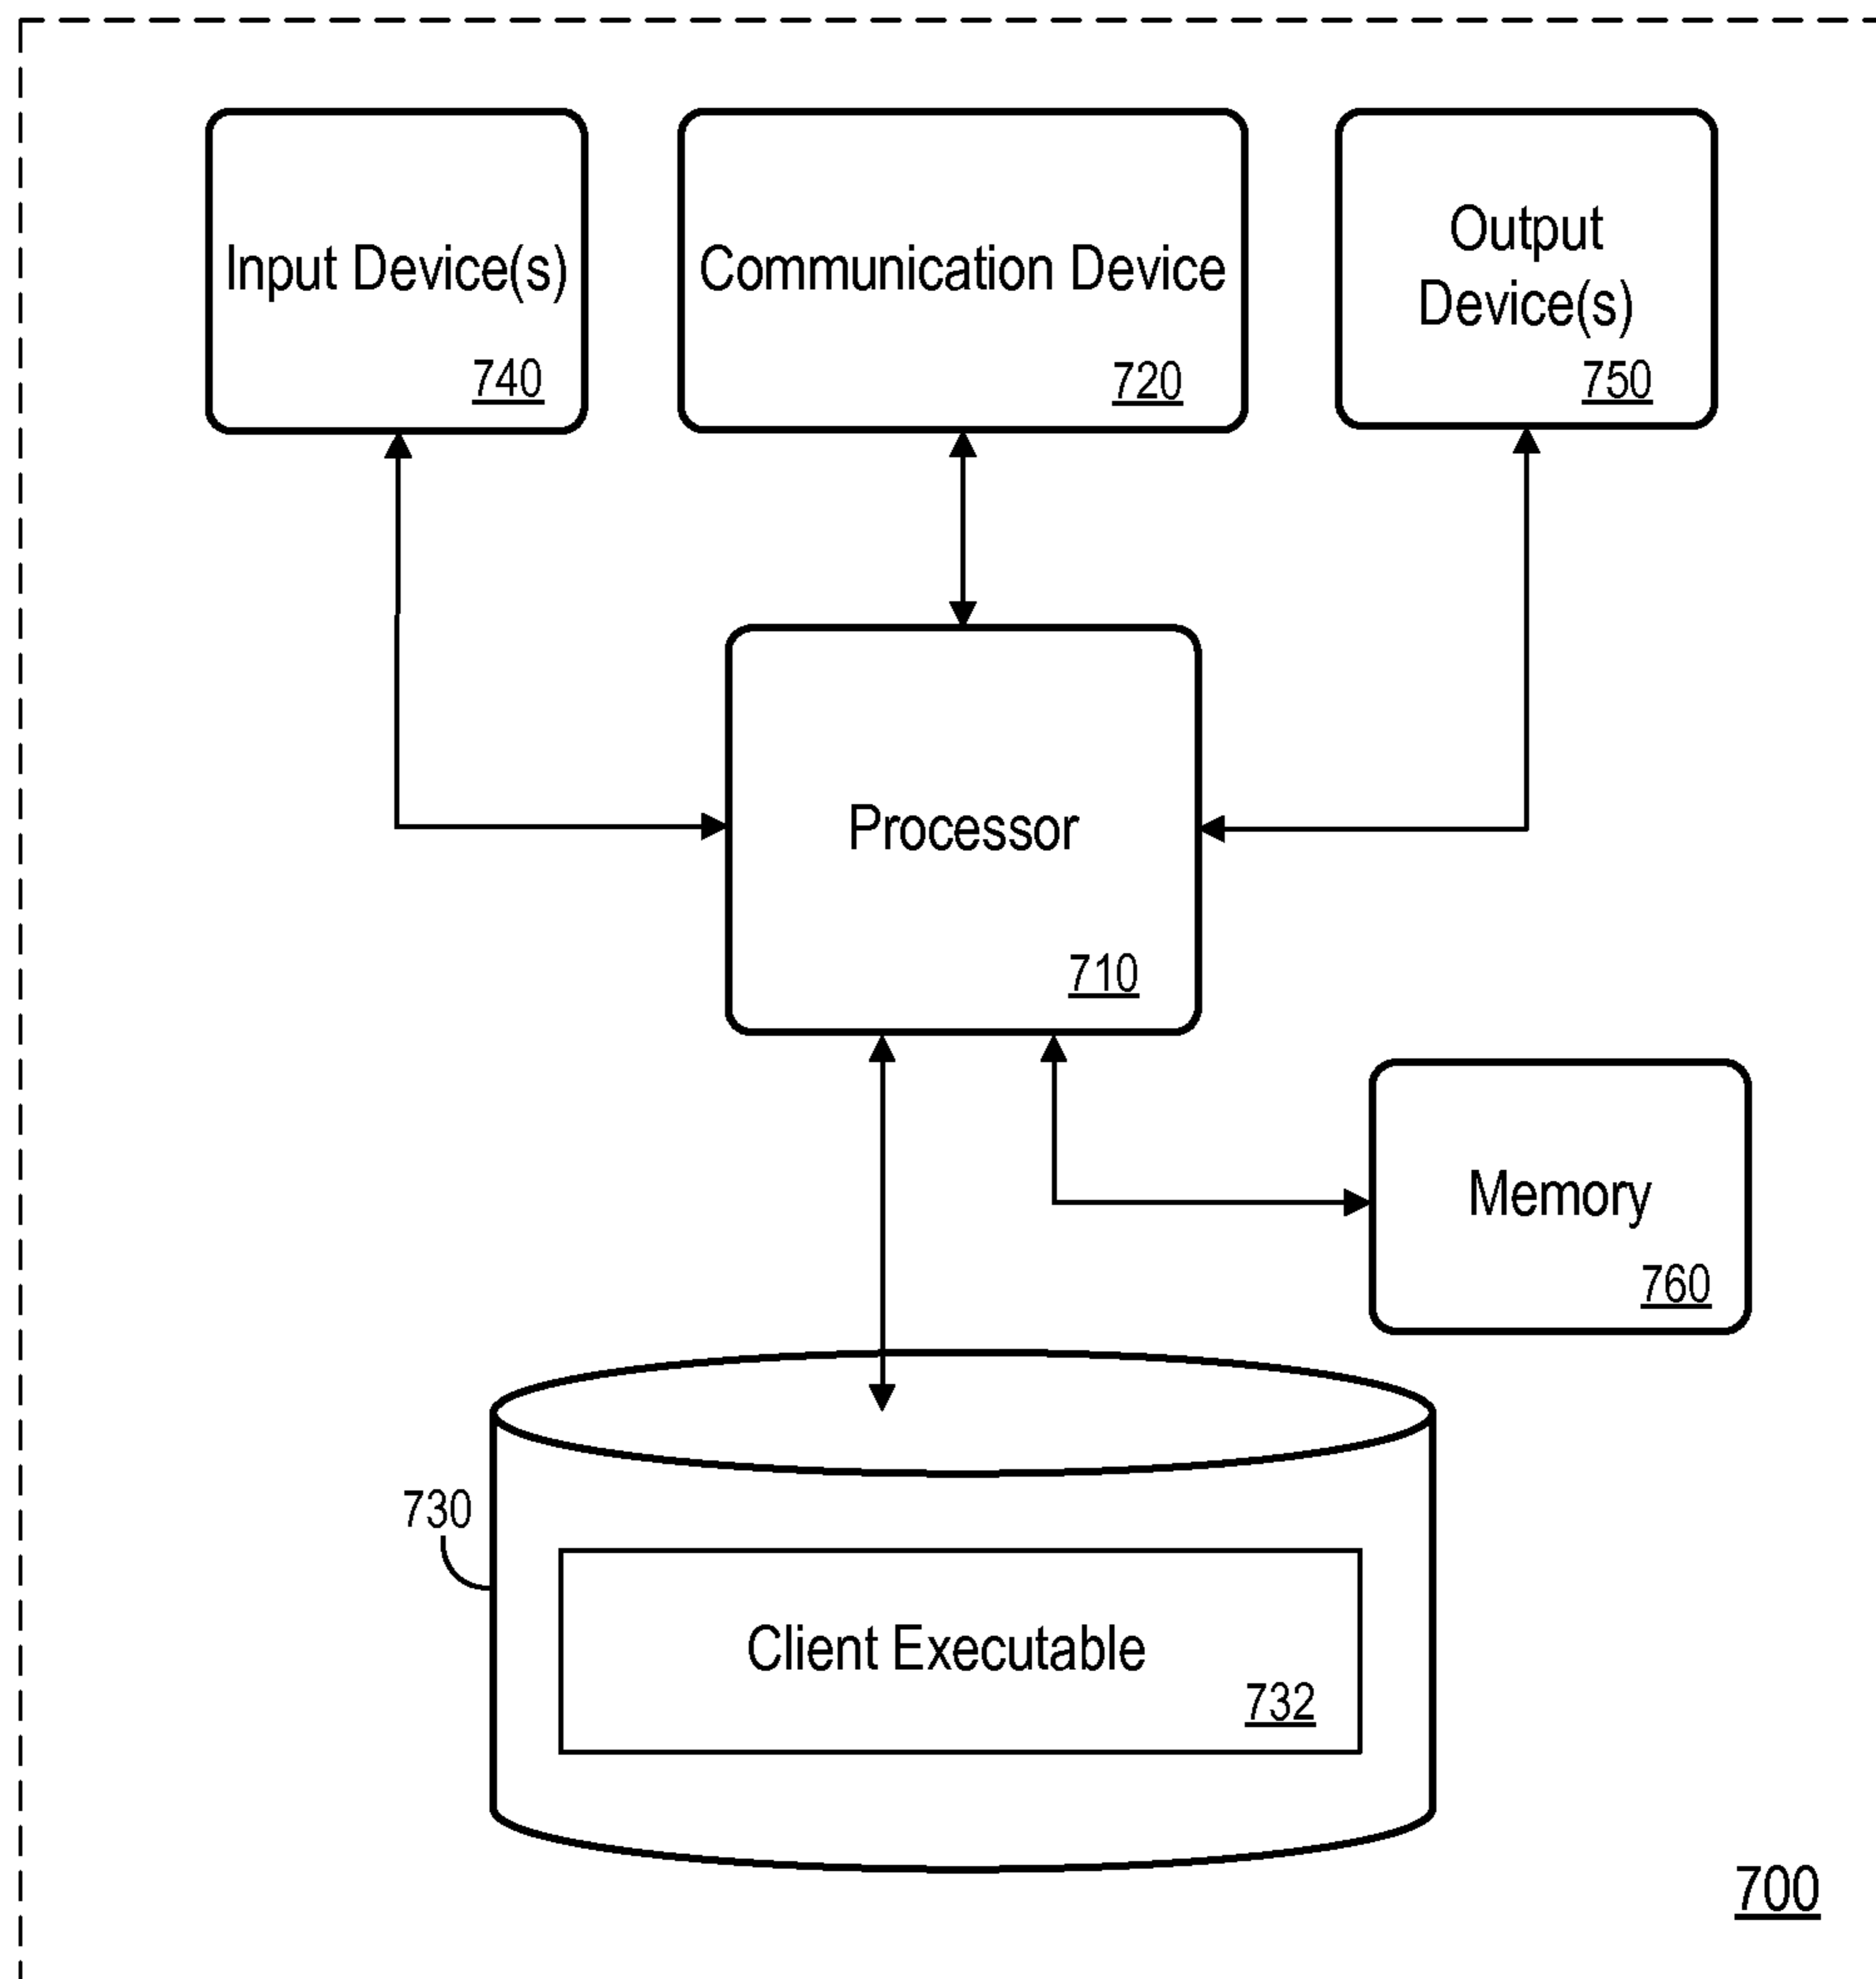 Input Device(s)
740
Communication Device
720
Output
Device(s)
750
Processor
710
Memory
760
730
Client Executable
732
700